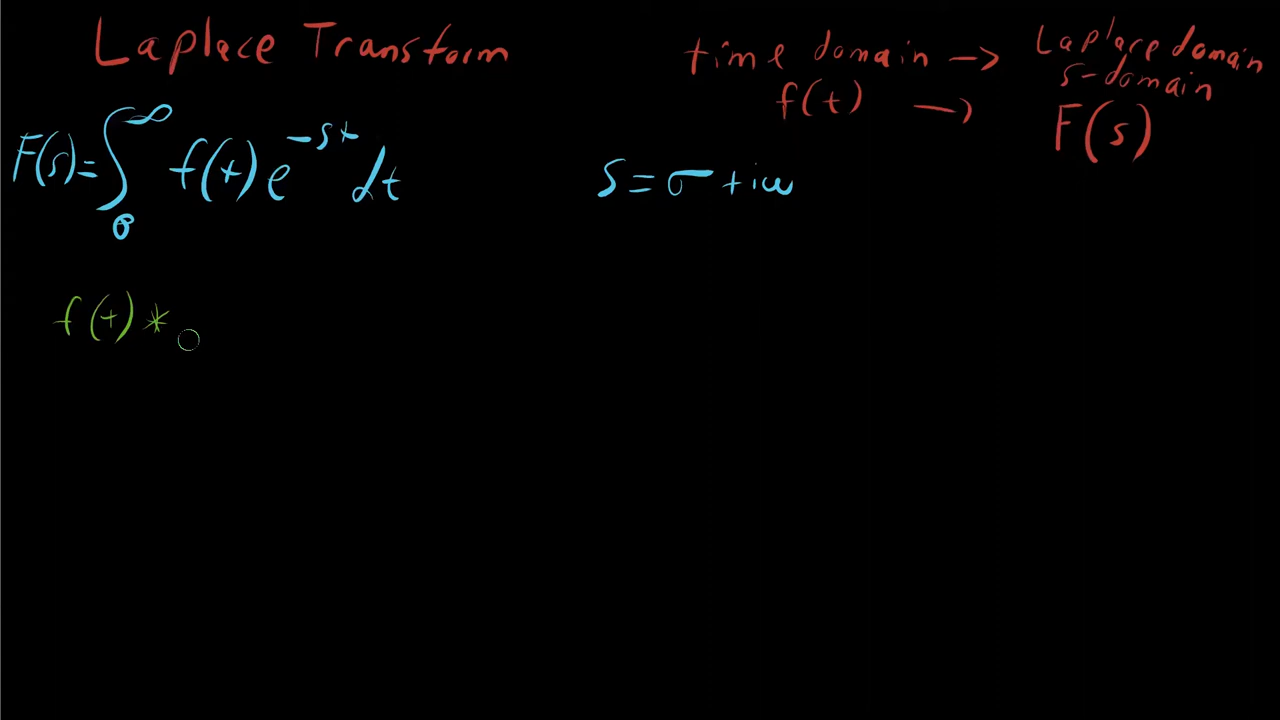 Laplace Transform
time domain → Laplace domain
s-domain
f(t) → F(s)
F(s) = ∫₀^∞ f(t) e^{-st} dt
s = σ + iω
f(t) *